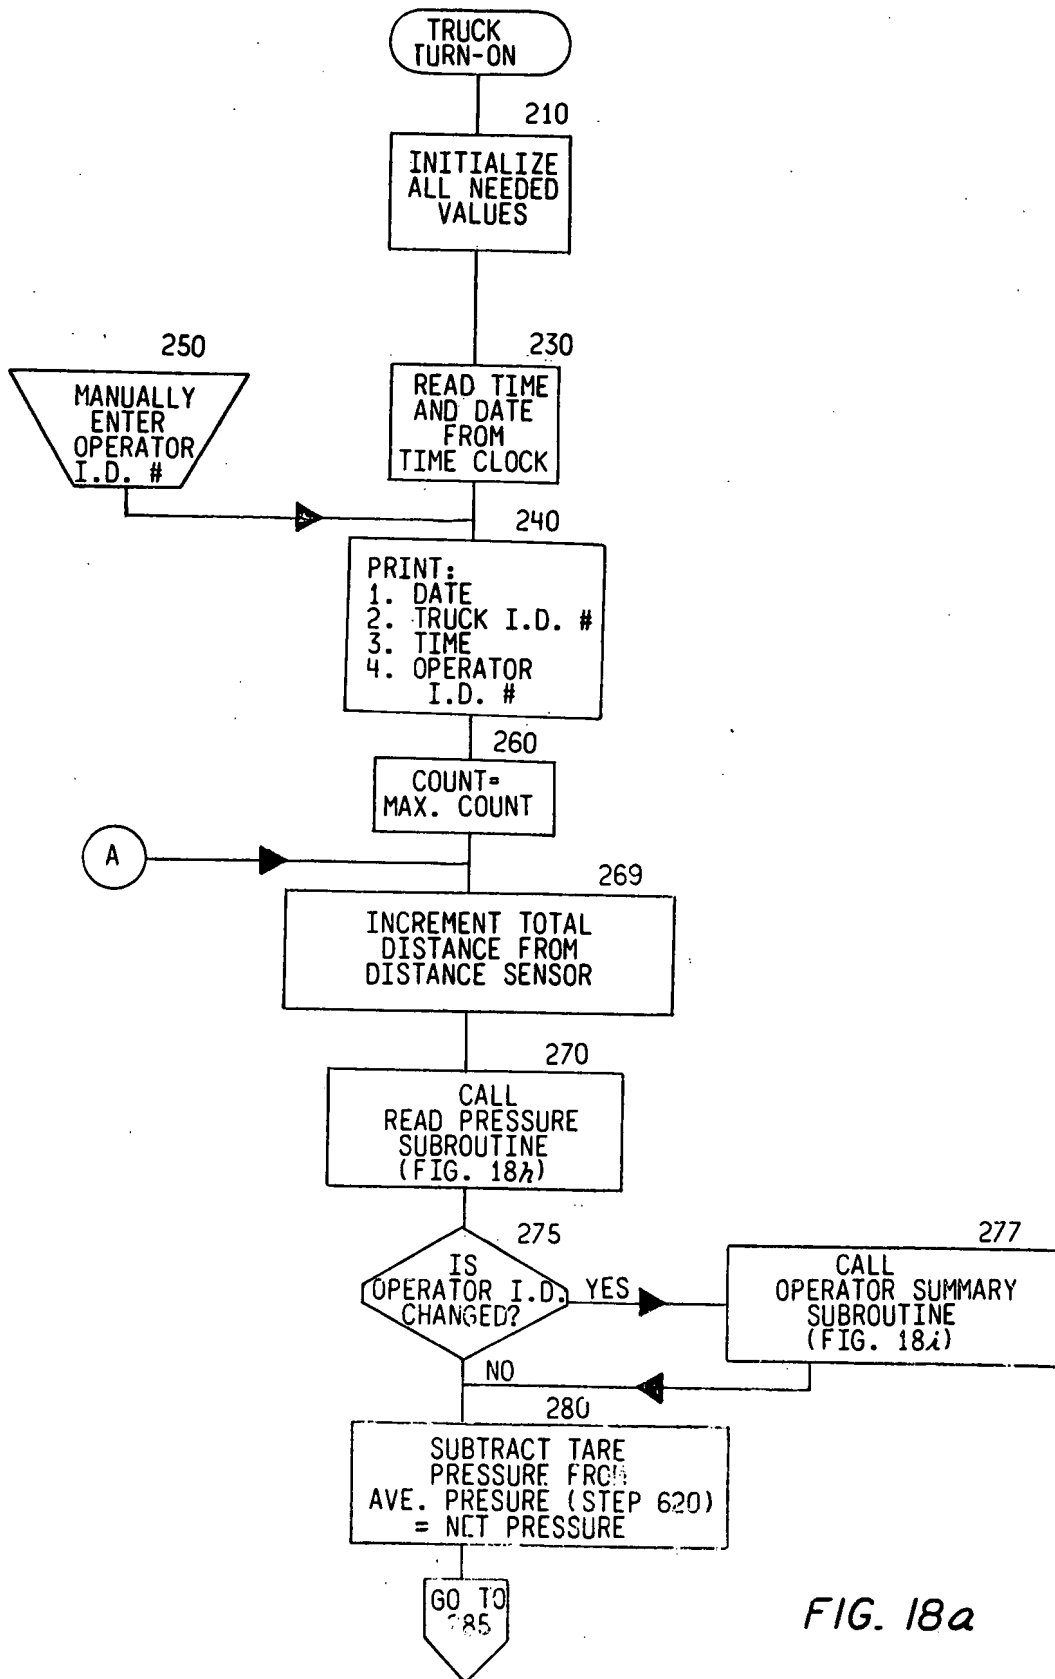 TRUCK
TURN-ON
210
INITIALIZE
ALL NEEDED
VALUES
250
MANUALLY
ENTER
OPERATOR
I.D. #
230
READ TIME
AND DATE
FROM
TIME CLOCK
240
PRINT:
1. DATE
2. TRUCK I.D. #
3. TIME
4. OPERATOR
I.D. #
260
COUNT=
MAX. COUNT
A
269
INCREMENT TOTAL
DISTANCE FROM
DISTANCE SENSOR
270
CALL
READ PRESSURE
SUBROUTINE
(FIG. 18h)
275
IS
OPERATOR I.D.
CHANGED?
YES
277
CALL
OPERATOR SUMMARY
SUBROUTINE
(FIG. 18i)
NO
280
SUBTRACT TARE
PRESSURE FROM
AVE. PRESURE (STEP 620)
= NET PRESSURE
GO TO
285
FIG. 18a